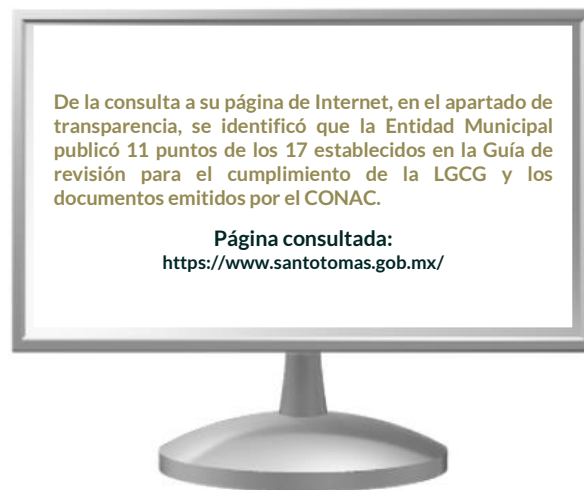 De la consulta a su página de Internet, en el apartado de
transparencia, se identificó que la Entidad Municipal
publicó 11 puntos de los 17 establecidos en la Guía de
revisión para el cumplimiento de la LGCG y los
documentos emitidos por el CONAC.
Página consultada:
https://www.santotomas.gob.mx/